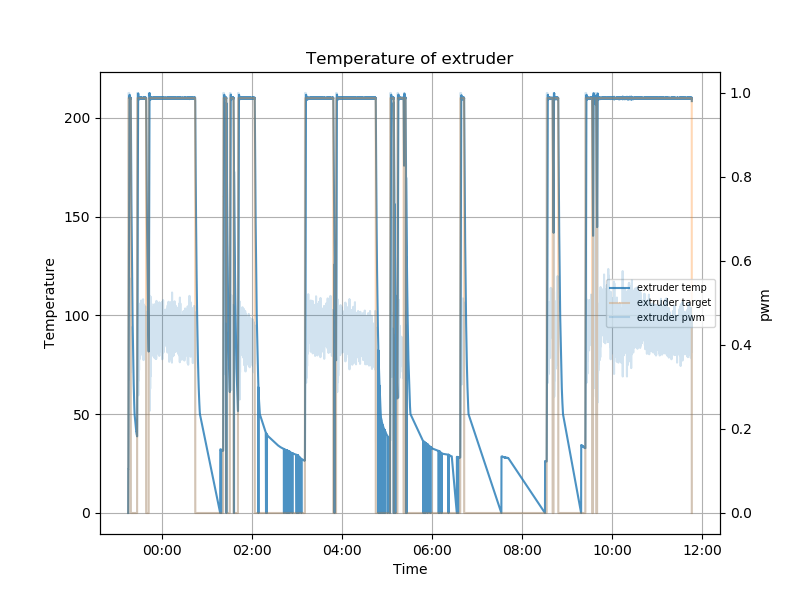 Temperature of extruder
200
150
100
50
0
Temperature
1.0
0.8
0.6
0.4
0.2
0.0
pwm
extruder temp
extruder target
extruder pwm
00:00 02:00 04:00 06:00 08:00 10:00 12:00
Time